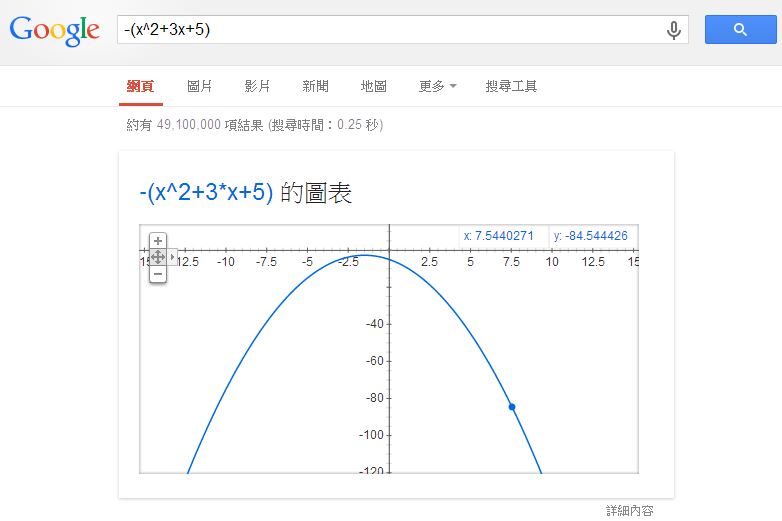 Google -(x^2+3x+5)
網頁 圖片 影片 新聞 地圖 更多 搜尋工具
約有 49,100,000 項結果 (搜尋時間：0.25 秒)
-(x^2+3*x+5) 的圖表
x: 7.5440271 y: -84.544426
15 12.5 -10 -7.5 -5 -2.5 2.5 5 7.5 10 12.5 15
-40
-60
-80
-100
-120
詳細內容